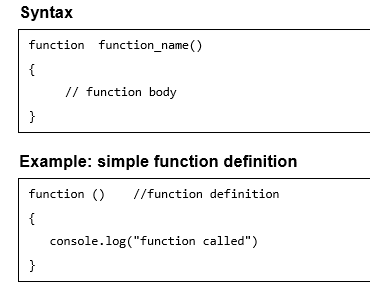 Syntax
function  function_name()
{
// function body
}
Example: simple function definition
function ()    //function definition
{
console.log("function called")
}